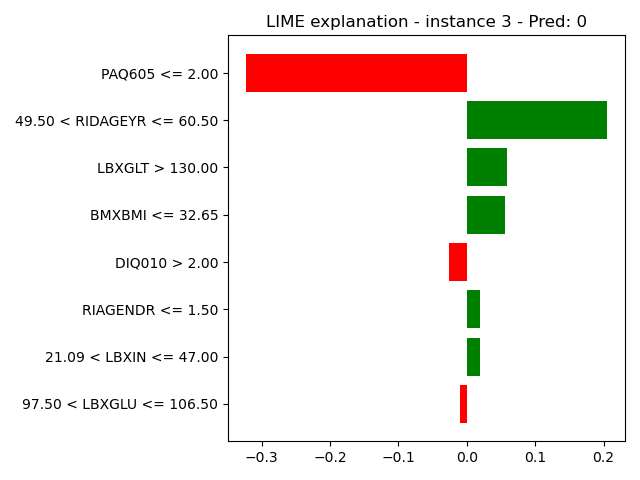 LIME explanation - instance 3 - Pred: 0
PAQ605 <= 2.00
49.50 < RIDAGEYR <= 60.50
LBXGLT > 130.00
BMXBMI <= 32.65
DIQ010 > 2.00
RIAGENDR <= 1.50
21.09 < LBXIN <= 47.00
97.50 < LBXGLU <= 106.50
−0.3 −0.2 −0.1 0.0 0.1 0.2